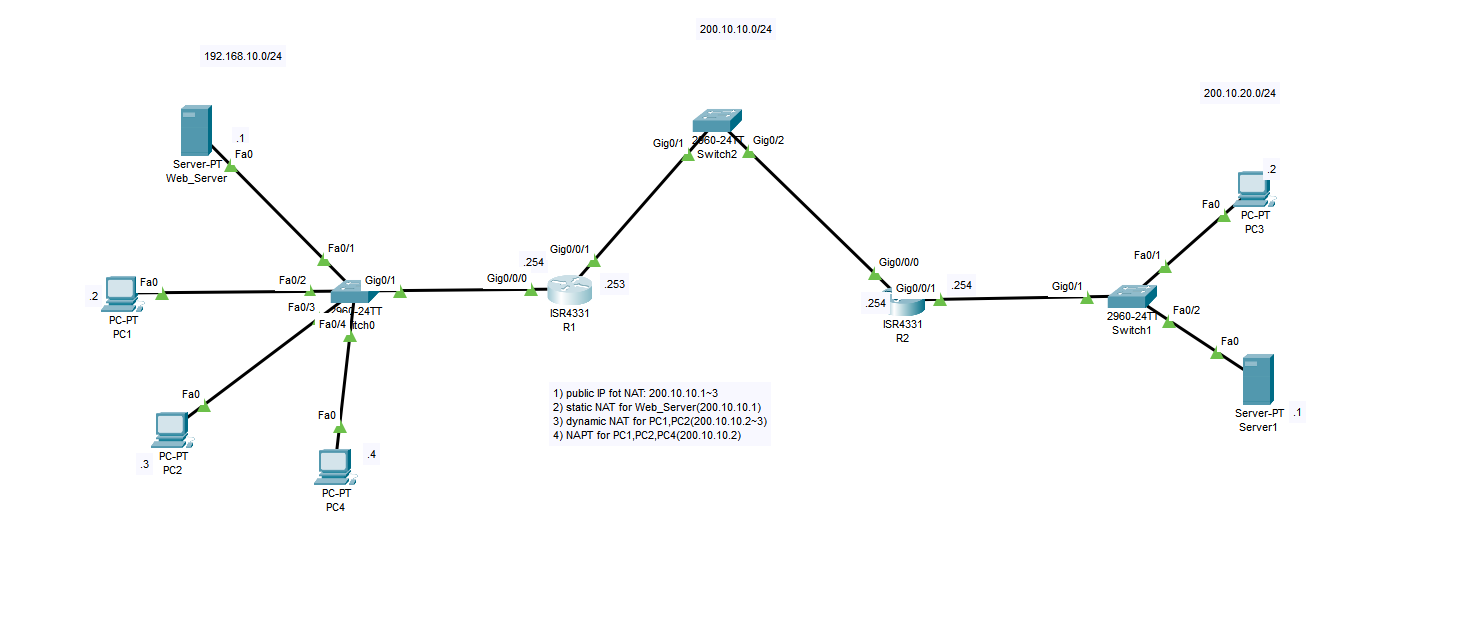 200.10.10.0/24
192.168.10.0/24
200.10.20.0/24
.1
Fa0
Server-PT
Web_Server
Gig0/1
2960-24TT
Switch2
Gig0/2
.2
Fa0
PC-PT
PC3
Fa0/1
Gig0/0/1
.254
Gig0/0/0
.253
ISR4331
R1
Fa0/1
Fa0/2
Gig0/1
Fa0/3
2960-24TT
Fa0/4
itch0
Fa0
.2
PC-PT
PC1
Gig0/0/0
Gig0/0/1
.254
.254
ISR4331
R2
Gig0/1
2960-24TT
Switch1
Fa0/2
Fa0
Server-PT
Server1
.1
1) public IP fot NAT: 200.10.10.1~3
2) static NAT for Web_Server(200.10.10.1)
3) dynamic NAT for PC1,PC2(200.10.10.2~3)
4) NAPT for PC1,PC2,PC4(200.10.10.2)
Fa0
.3
PC-PT
PC2
Fa0
.4
PC-PT
PC4